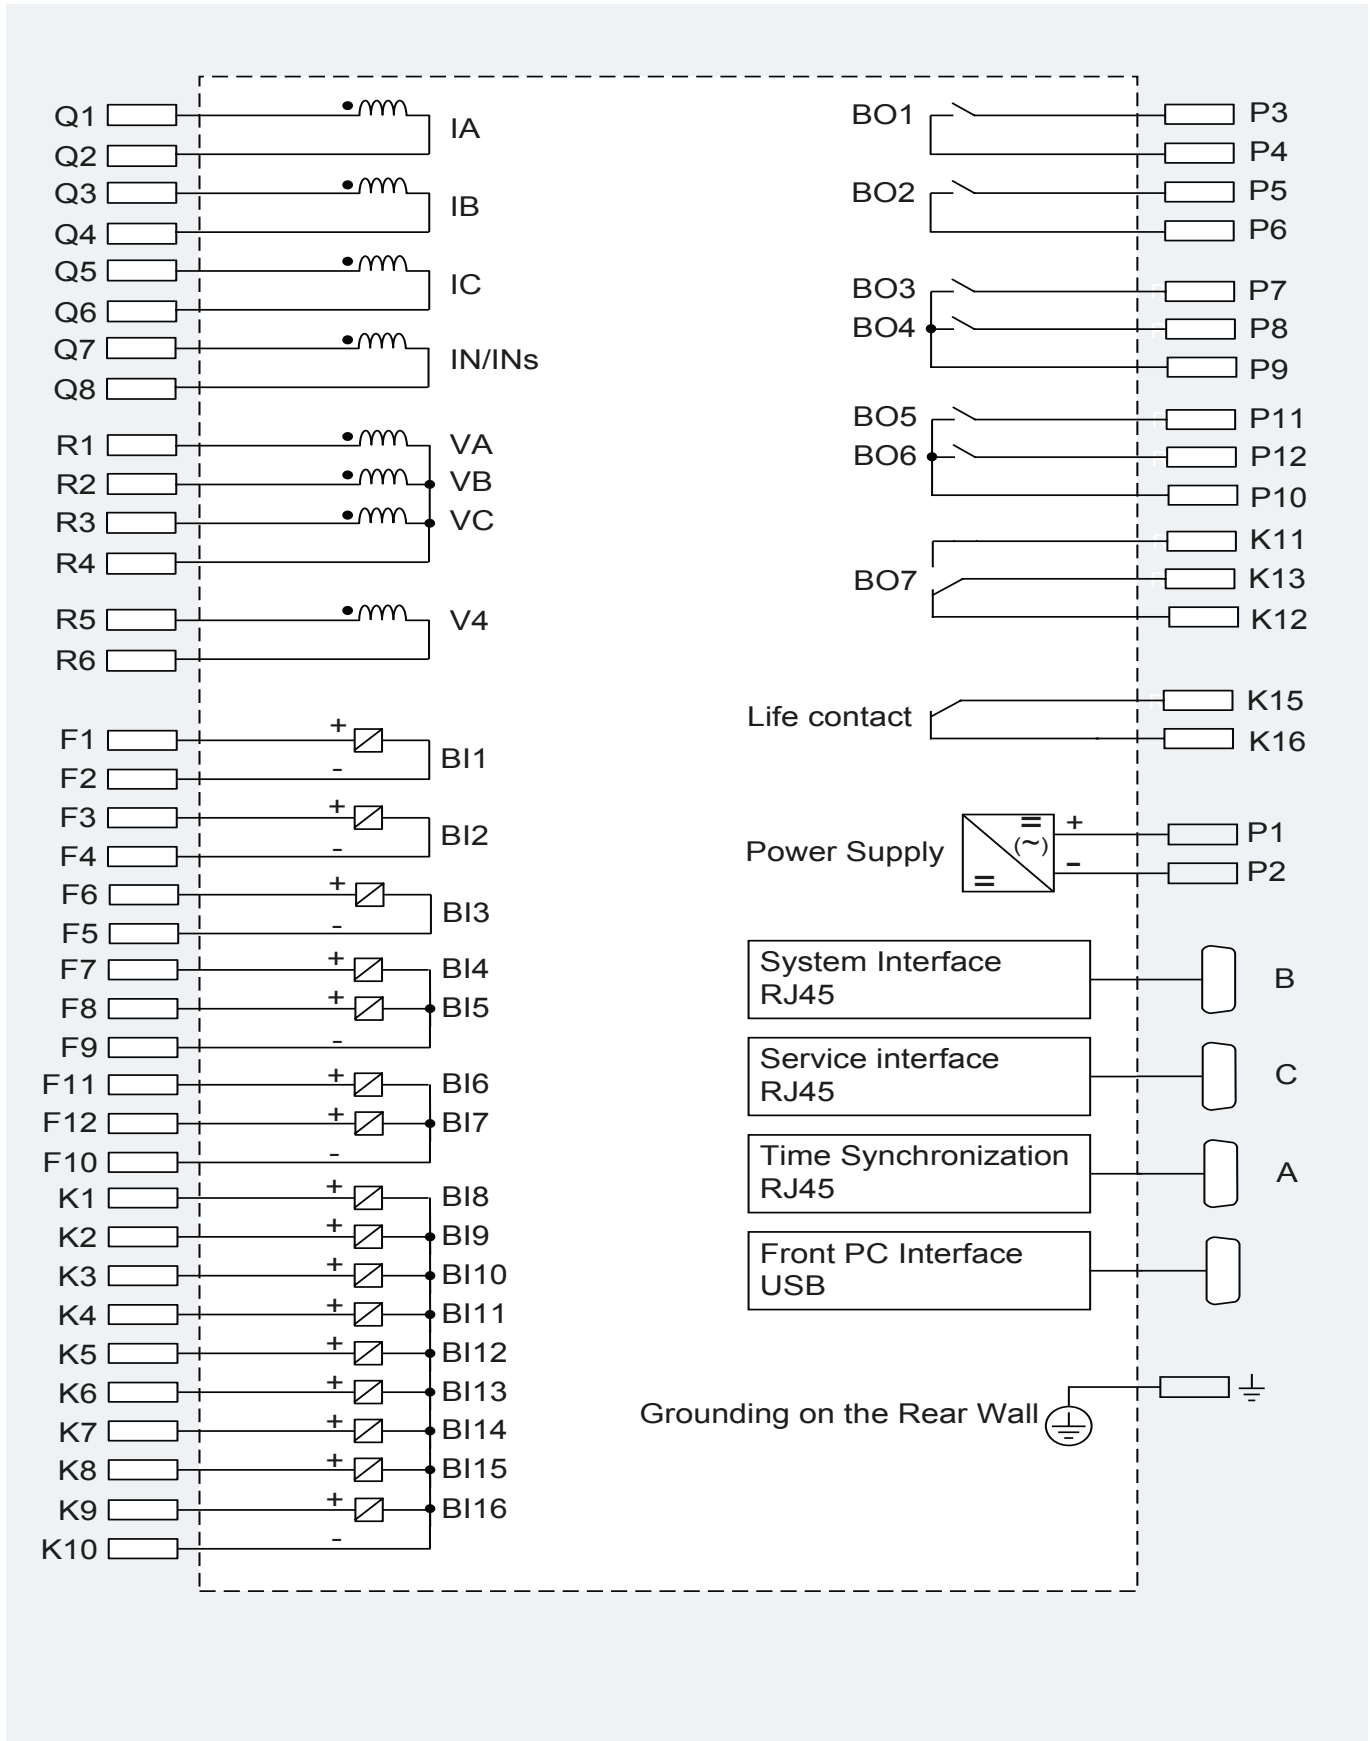 Q1
IA
Q2
Q3
IB
Q4
Q5
IC
Q6
Q7
IN/INs
Q8
R1
VA
R2
VB
R3
VC
R4
R5
V4
R6
F1
+
BI1
F2
-
F3
+
BI2
F4
-
F6
+
BI3
F5
-
F7
+
BI4
F8
+
BI5
F9
-
F11
+
BI6
F12
+
BI7
F10
-
K1
+
BI8
K2
+
BI9
K3
+
BI10
K4
+
BI11
K5
+
BI12
K6
+
BI13
K7
+
BI14
K8
+
BI15
K9
+
BI16
K10
-
BO1
P3
P4
BO2
P5
P6
BO3
P7
BO4
P8
P9
BO5
P11
BO6
P12
P10
K11
BO7
K13
K12
Life contact
K15
K16
Power Supply
=
(~)
=
+
P1
-
P2
System Interface
RJ45
B
Service interface
RJ45
C
Time Synchronization
RJ45
A
Front PC Interface
USB
Grounding on the Rear Wall